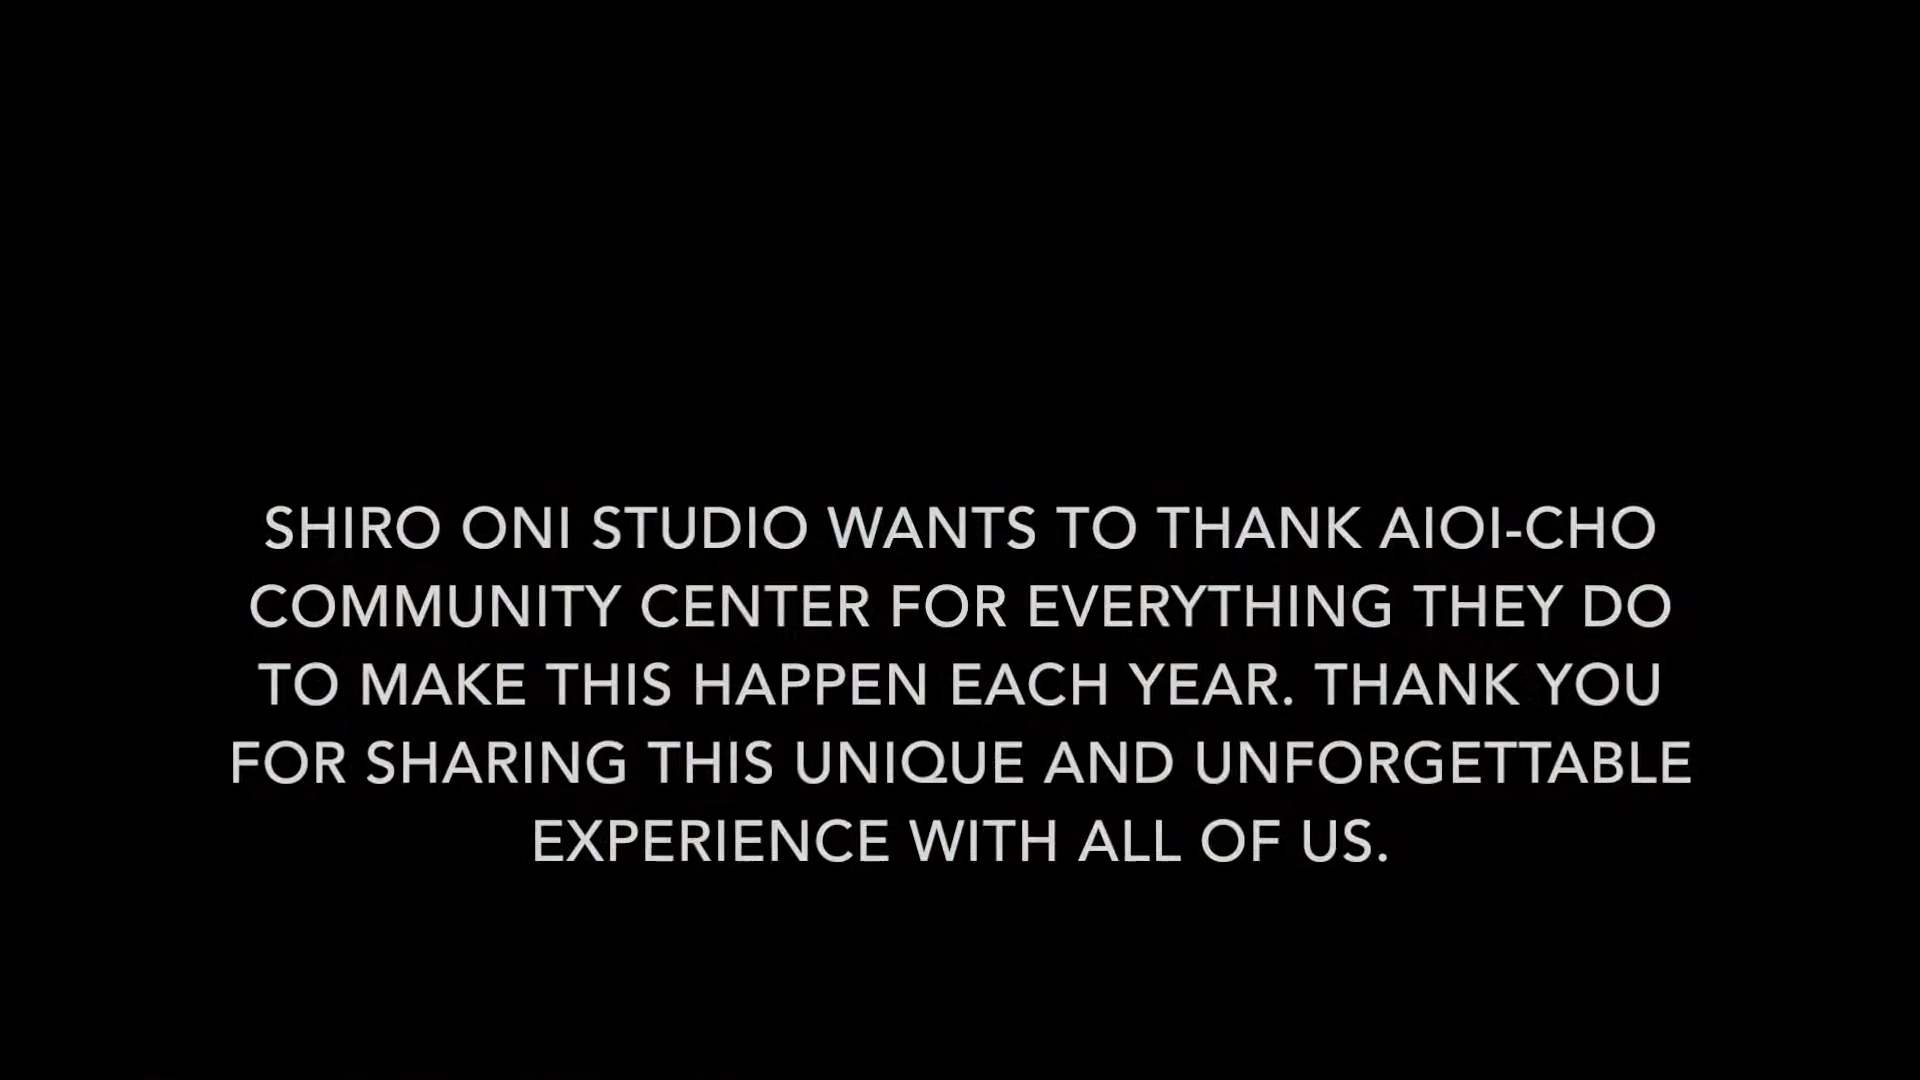 SHIRO ONI STUDIO WANTS TO THANK AIOI-CHO
COMMUNITY CENTER FOR EVERYTHING THEY DO
TO MAKE THIS HAPPEN EACH YEAR. THANK YOU
FOR SHARING THIS UNIQUE AND UNFORGETTABLE
EXPERIENCE WITH ALL OF US.